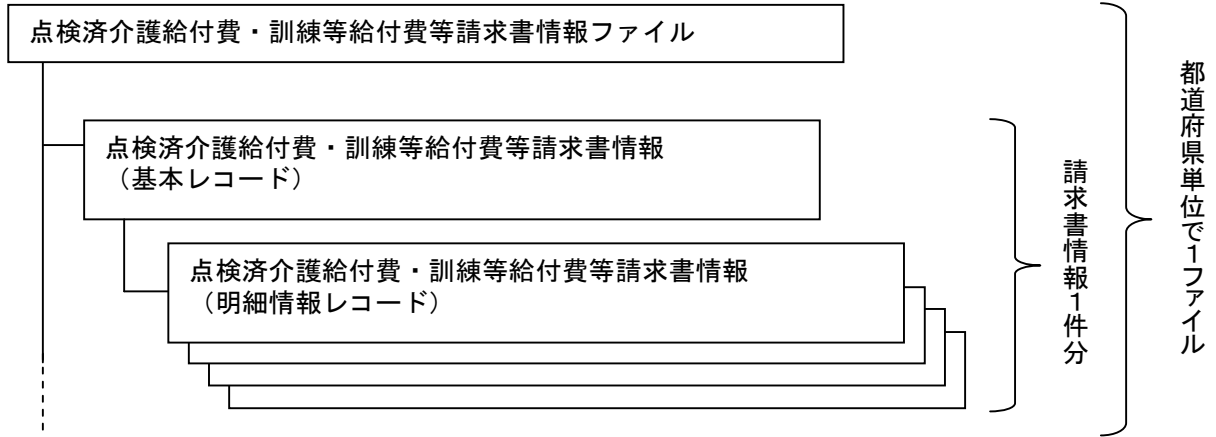 点検済介護給付費・訓練等給付費等請求書情報ファイル
点検済介護給付費・訓練等給付費等請求書情報
（基本レコード）
点検済介護給付費・訓練等給付費等請求書情報
（明細情報レコード）
請求書情報１件分
都道府県単位で１ファイル